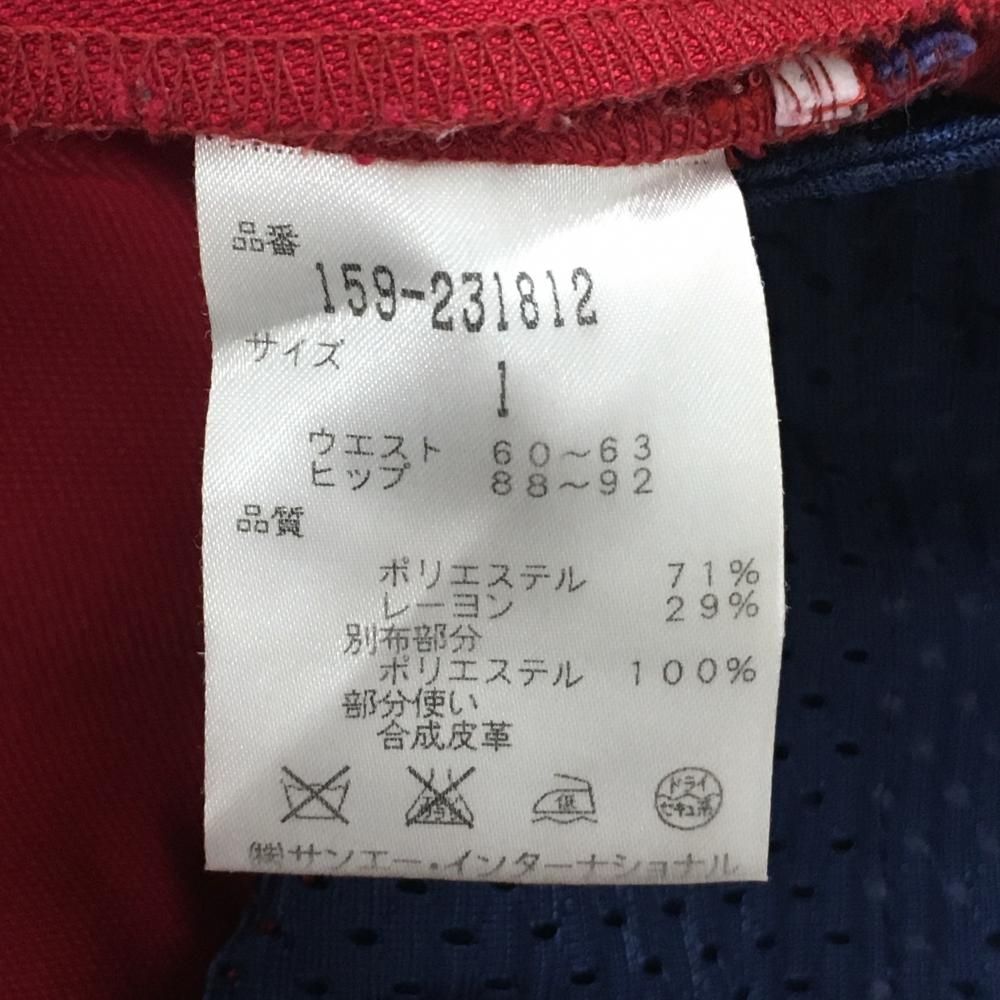 品番
159-231812
サイズ
1
ウエスト 60～63
ヒップ 88～92
品質
ポリエステル 71%
レーヨン 29%
別布部分
ポリエステル 100%
部分使い
合成皮革
低 ドライ
セキユ系
㈱サンエー・インターナショナル